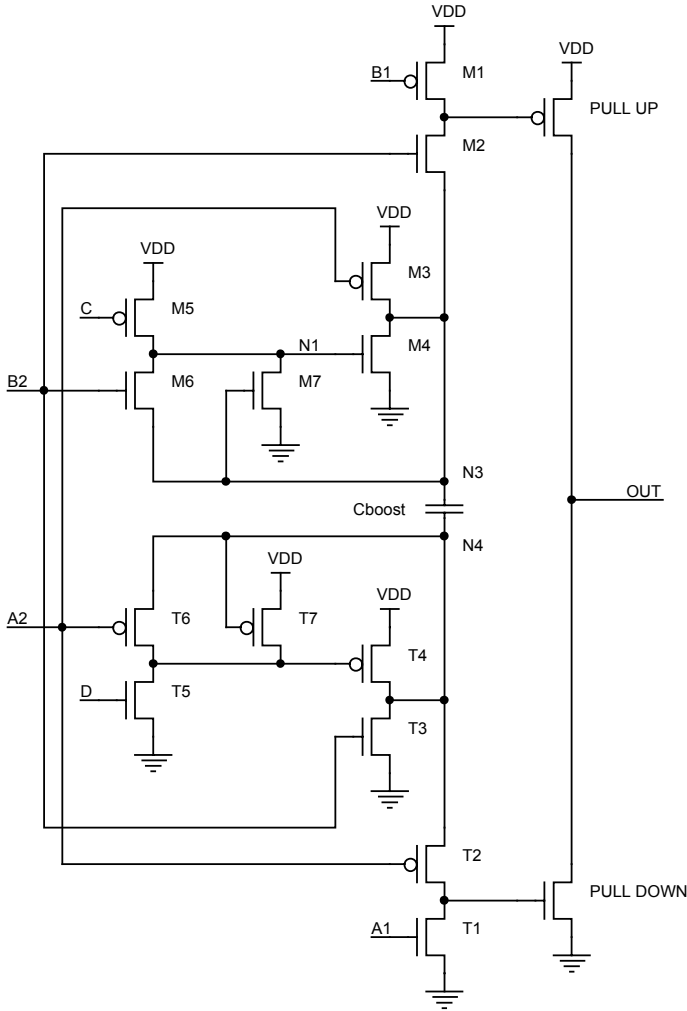 VDD
B1
M1
VDD
PULL UP
M2
VDD
VDD
M3
C
M5
N1
M4
B2
M6
M7
N3
Cboost
OUT
N4
VDD
VDD
A2
T6
T7
T4
D
T5
T3
T2
PULL DOWN
A1
T1